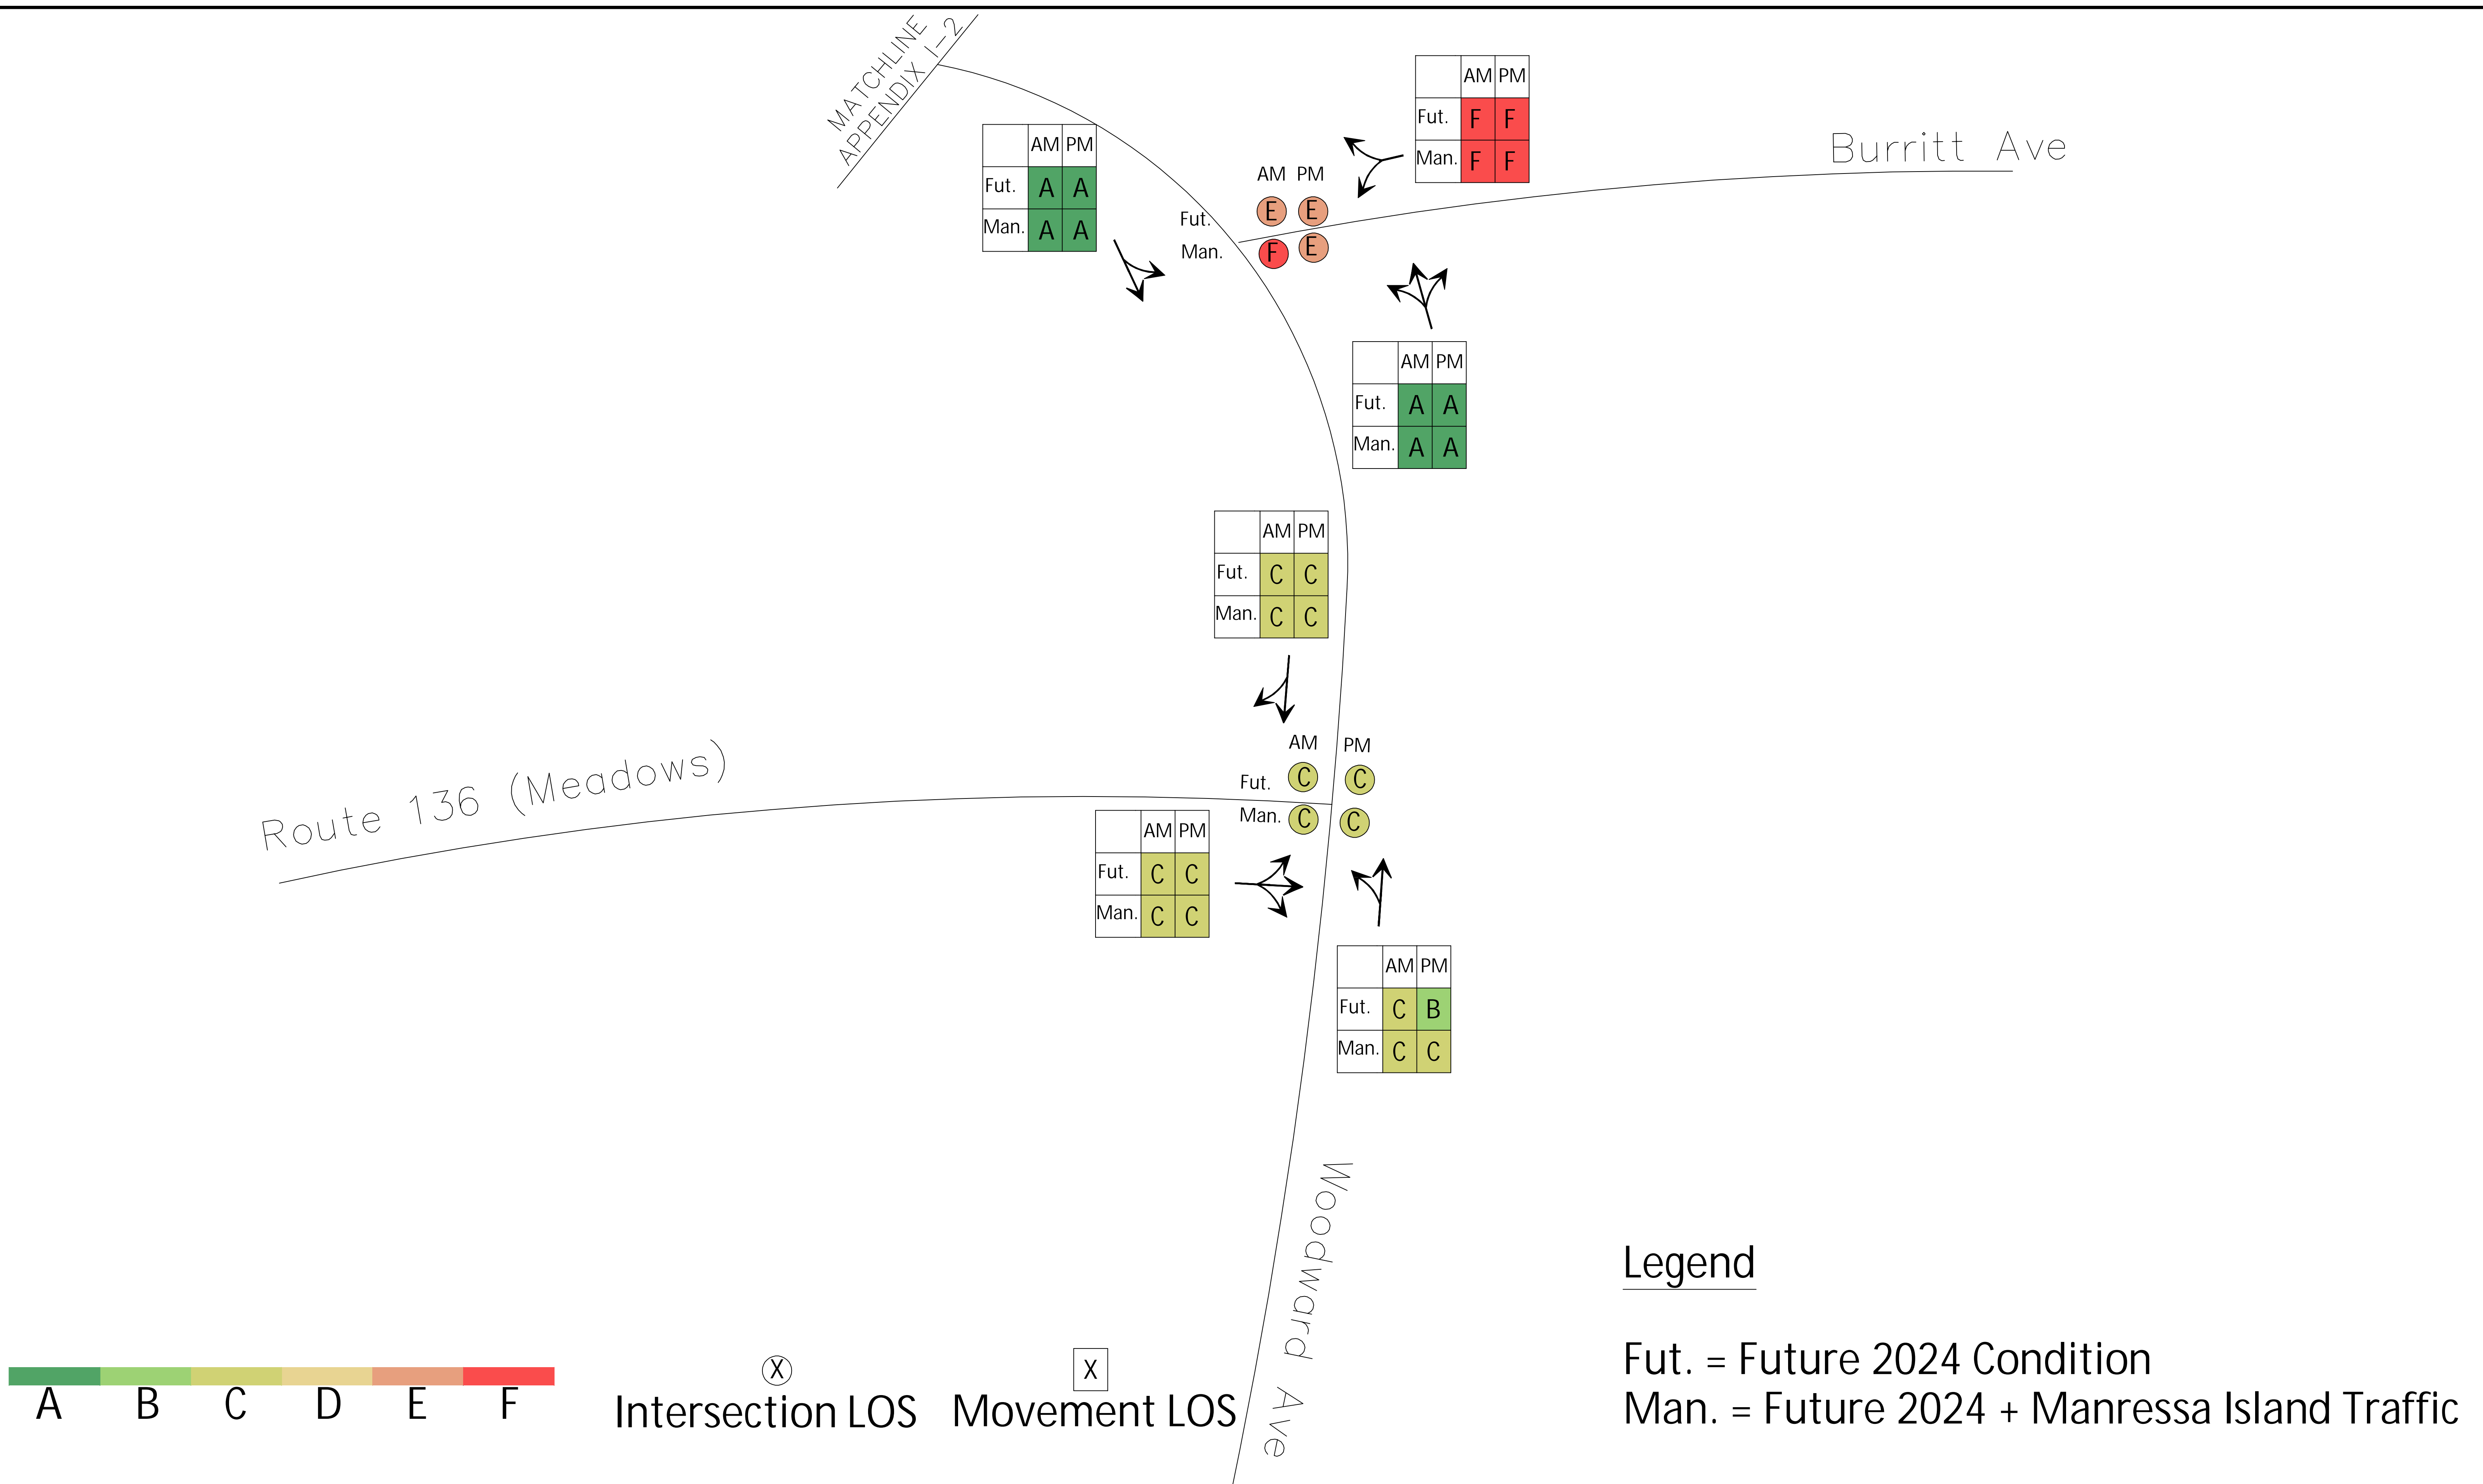 MATCHLINE
APPENDIX I-2
AM PM
Fut. F F
Man. F F
Burritt Ave
AM PM
Fut. A A
Man. A A
AM PM
Fut. E E
Man. F E
AM PM
Fut. A A
Man. A A
AM PM
Fut. C C
Man. C C
Route 136 (Meadows)
AM PM
Fut. C C
Man. C C
AM PM
Fut. C C
Man. C C
AM PM
Fut. C B
Man. C C
Woodward Ave
Legend
Fut. = Future 2024 Condition
Man. = Future 2024 + Manressa Island Traffic
A B C D E F
X
Intersection LOS
X
Movement LOS